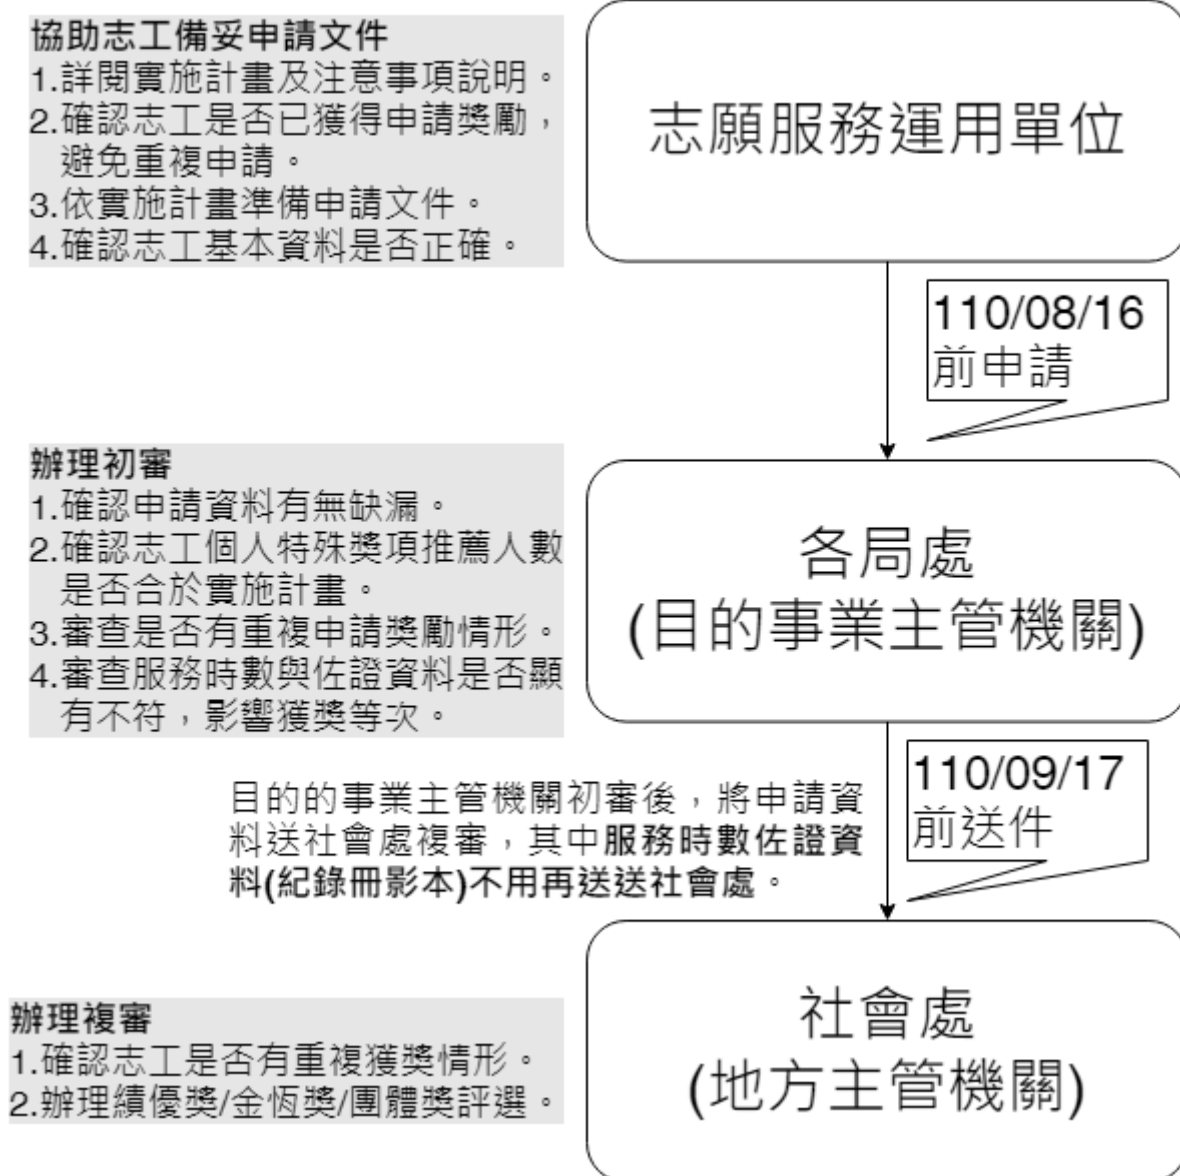 協助志工備妥申請文件
1.詳閱實施計畫及注意事項說明。
2.確認志工是否已獲得申請獎勵，
避免重複申請。
3.依實施計畫準備申請文件。
4.確認志工基本資料是否正確。
志願服務運用單位
110/08/16
前申請
辦理初審
1.確認申請資料有無缺漏。
2.確認志工個人特殊獎項推薦人數
是否合於實施計畫。
3.審查是否有重複申請獎勵情形。
4.審查服務時數與佐證資料是否顯
有不符，影響獲獎等次。
各局處
(目的事業主管機關)
目的的事業主管機關初審後，將申請資
料送社會處複審，其中服務時數佐證資
料(紀錄冊影本)不用再送送社會處。
110/09/17
前送件
辦理複審
1.確認志工是否有重複獲獎情形。
2.辦理績優獎/金恆獎/團體獎評選。
社會處
(地方主管機關)